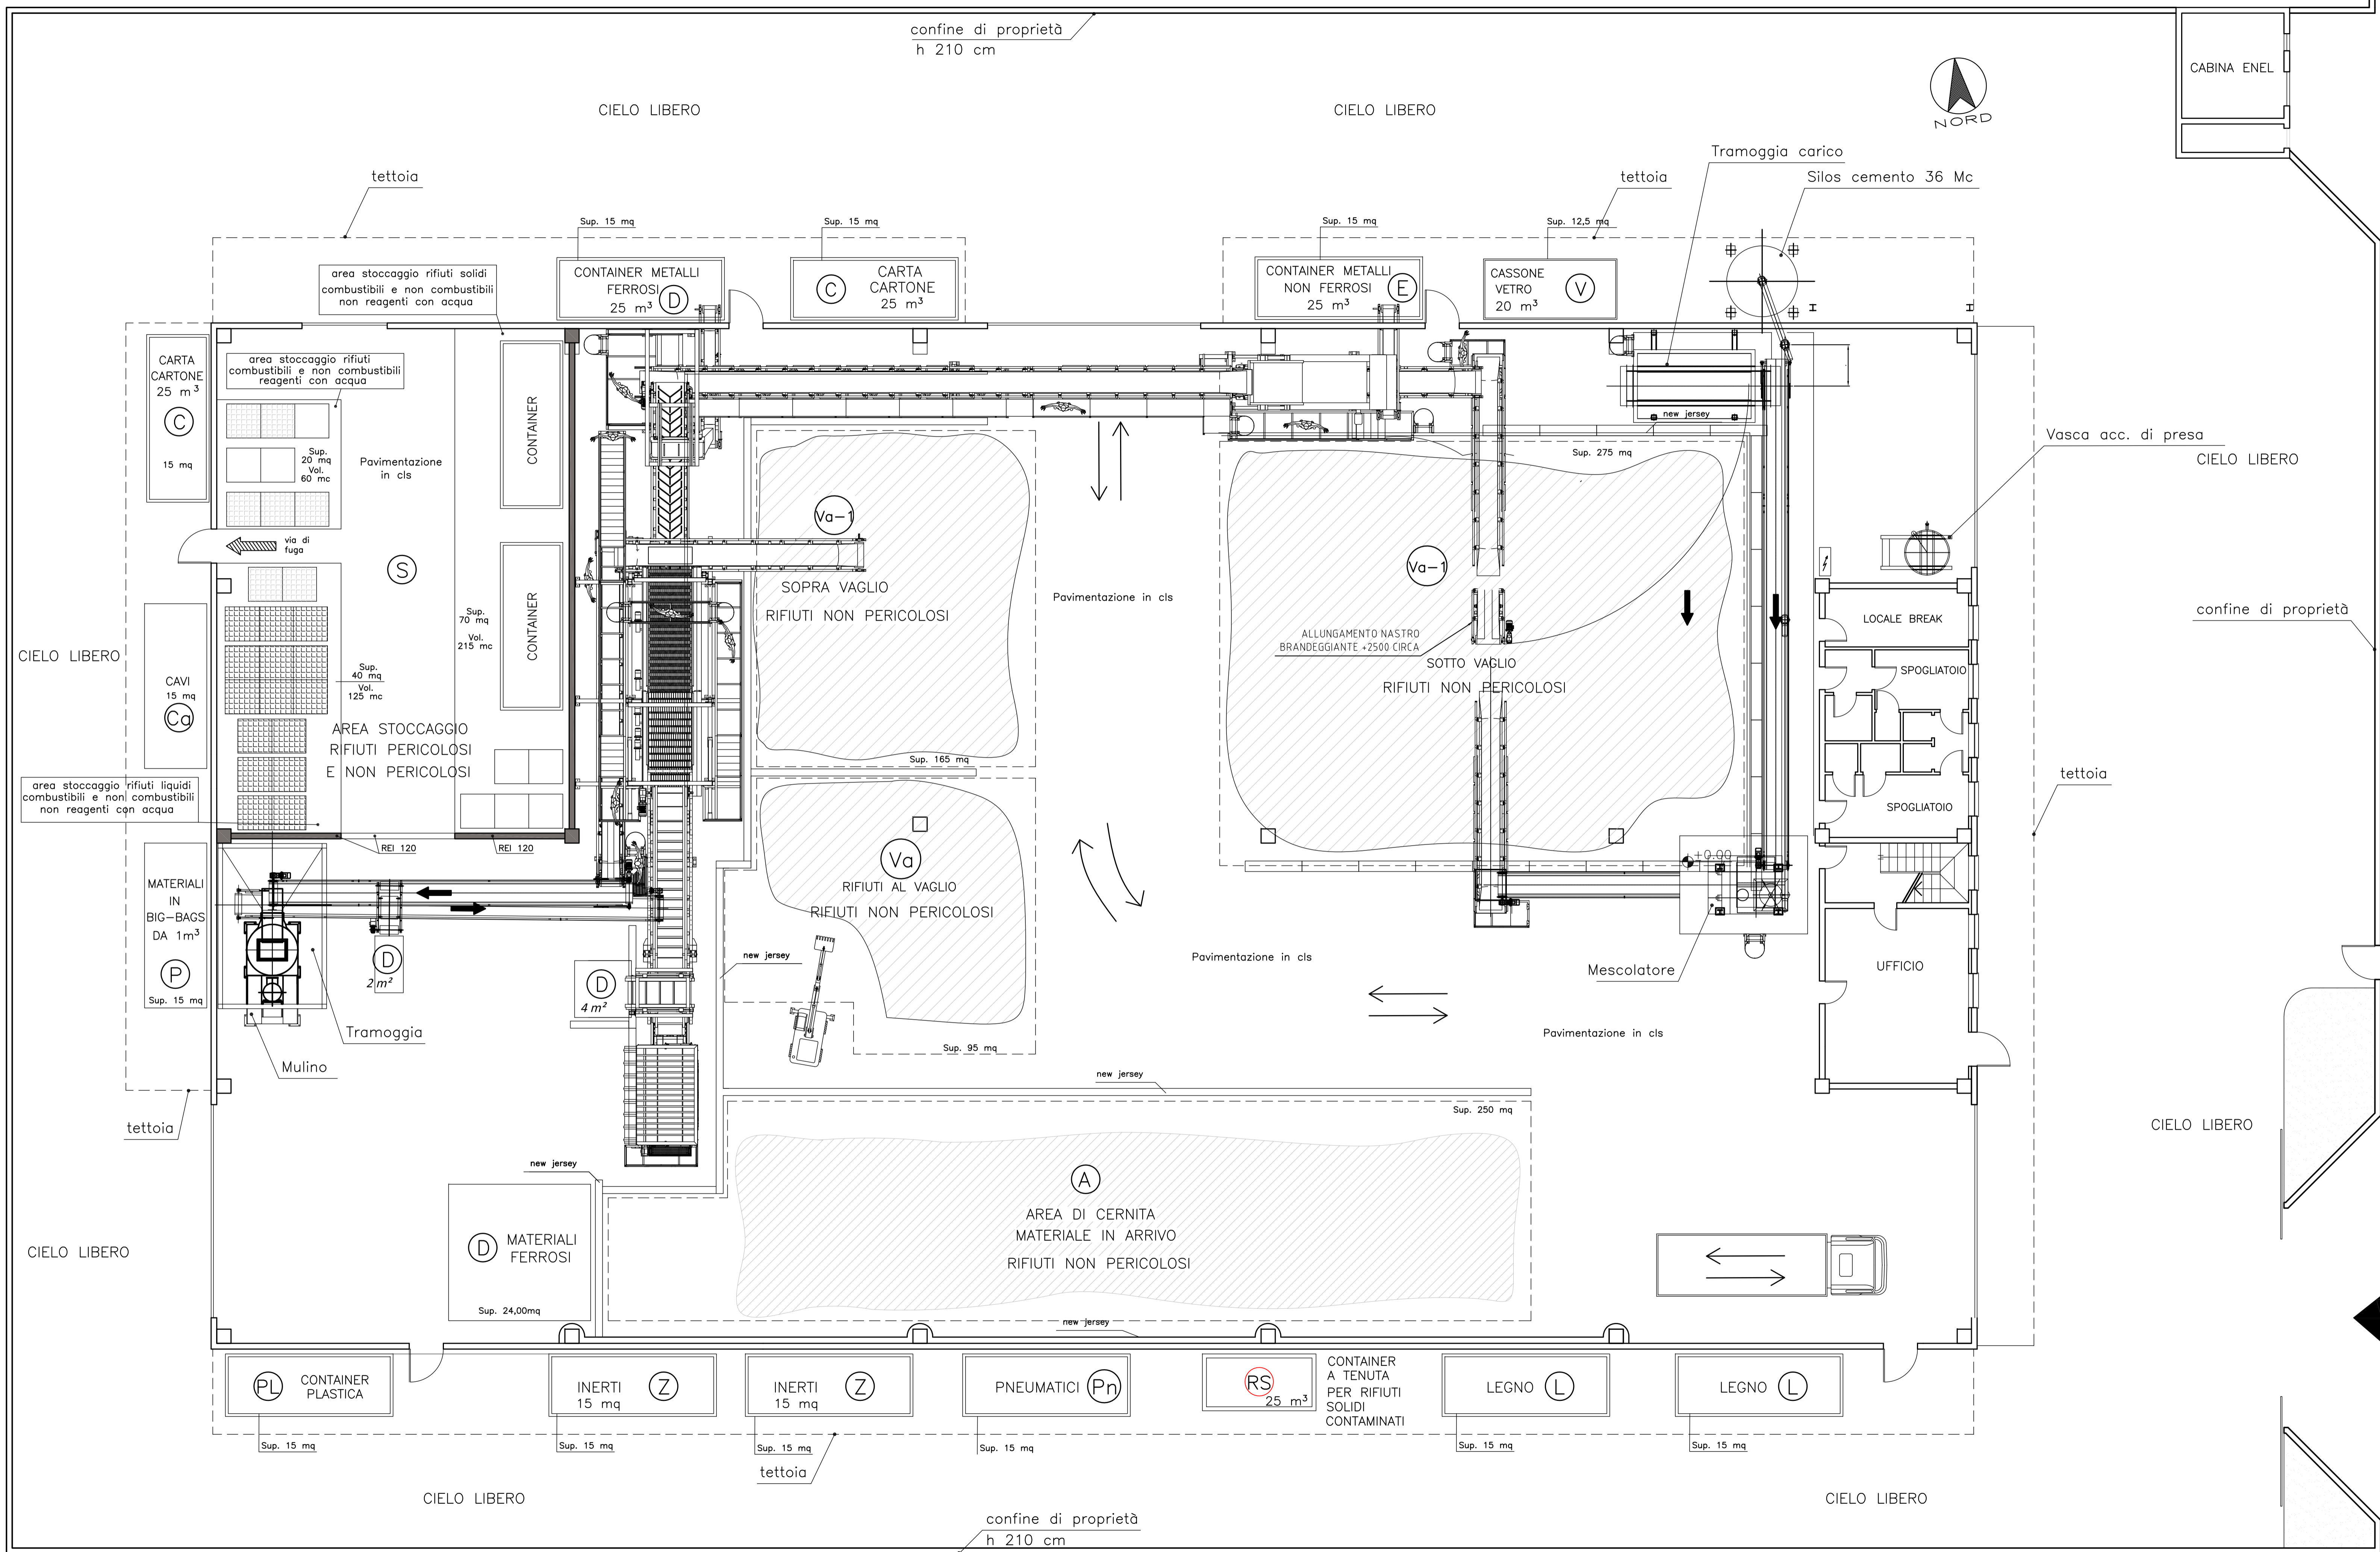 confine di proprietà
h 210 cm
CABINA ENEL
CIELO LIBERO
CIELO LIBERO
NORD
Tramoggia carico
tettoia
tettoia
Silos cemento 36 Mc
Sup. 15 mq
Sup. 15 mq
Sup. 15 mq
Sup. 12,5 mq
area stoccaggio rifiuti solidi
combustibili e non combustibili
non reagenti con acqua
CONTAINER METALLI
FERROSI
25 m³
D
C
CARTA
CARTONE
25 m³
CONTAINER METALLI
NON FERROSI
25 m³
E
CASSONE
VETRO
20 m³
V
CARTA
CARTONE
25 m³
C
15 mq
area stoccaggio rifiuti
combustibili e non combustibili
reagenti con acqua
Sup.
20 mq
Vol.
60 mc
Pavimentazione
in cls
CONTAINER
new jersey
Sup. 275 mq
Vasca acc. di presa
CIELO LIBERO
via di
fuga
S
Va-1
Va-1
SOPRA VAGLIO
RIFIUTI NON PERICOLOSI
Pavimentazione in cls
CONTAINER
Sup.
70 mq
Vol.
215 mc
ALLUNGAMENTO NASTRO
BRANDEGGIANTE +2500 CIRCA
SOTTO VAGLIO
RIFIUTI NON PERICOLOSI
LOCALE BREAK
confine di proprietà
CIELO LIBERO
CAVI
15 mq
Ca
Sup.
40 mq
Vol.
125 mc
SPOGLIATOIO
AREA STOCCAGGIO
RIFIUTI PERICOLOSI
E NON PERICOLOSI
Sup. 165 mq
tettoia
area stoccaggio rifiuti liquidi
combustibili e non combustibili
non reagenti con acqua
SPOGLIATOIO
REI 120
REI 120
Va
RIFIUTI AL VAGLIO
RIFIUTI NON PERICOLOSI
+0.00
MATERIALI
IN
BIG-BAGS
DA 1m³
P
Sup. 15 mq
D
2 m²
D
4 m²
new jersey
Pavimentazione in cls
Mescolatore
UFFICIO
Tramoggia
Mulino
Sup. 95 mq
Pavimentazione in cls
new jersey
tettoia
Sup. 250 mq
CIELO LIBERO
new jersey
A
AREA DI CERNITA
MATERIALE IN ARRIVO
RIFIUTI NON PERICOLOSI
CIELO LIBERO
D
MATERIALI
FERROSI
Sup. 24,00mq
new jersey
PL
CONTAINER
PLASTICA
INERTI
15 mq
Z
INERTI
15 mq
Z
PNEUMATICI
Pn
RS
25 m³
CONTAINER
A TENUTA
PER RIFIUTI
SOLIDI
CONTAMINATI
LEGNO
L
LEGNO
L
Sup. 15 mq
Sup. 15 mq
Sup. 15 mq
Sup. 15 mq
Sup. 15 mq
Sup. 15 mq
tettoia
CIELO LIBERO
CIELO LIBERO
confine di proprietà
h 210 cm